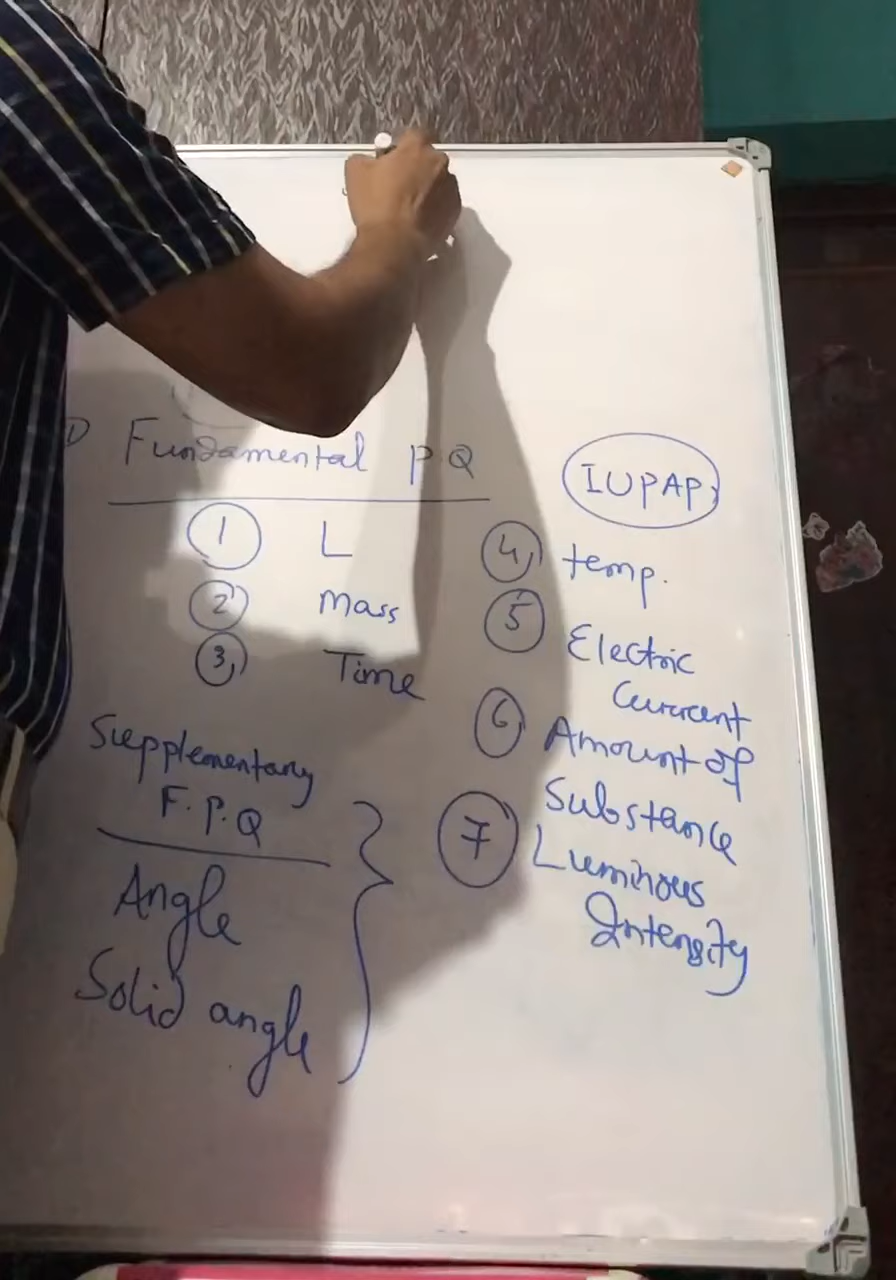 Fundamental P.Q
IUPAP
1 L
2 Mass
3 Time
4 temp.
5 Electric
Current
6 Amount of
Substance
7 Luminous
Intensity
Supplementary
F.P.Q
Angle
Solid angle